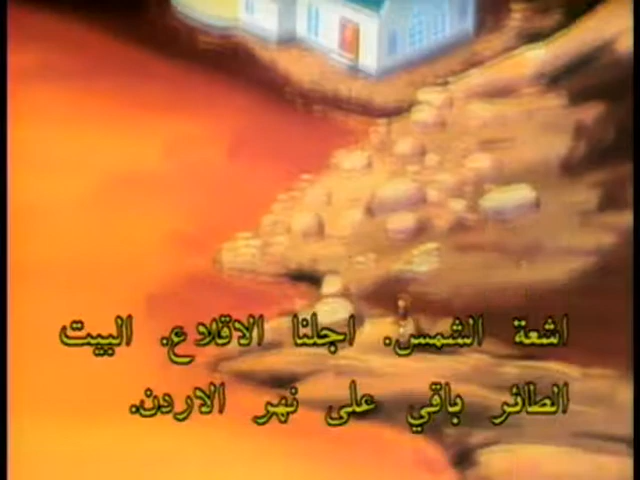 اشعة الشمس. اجلنا الاقلاع. البيت
الطائر باقي على نهر الاردن.